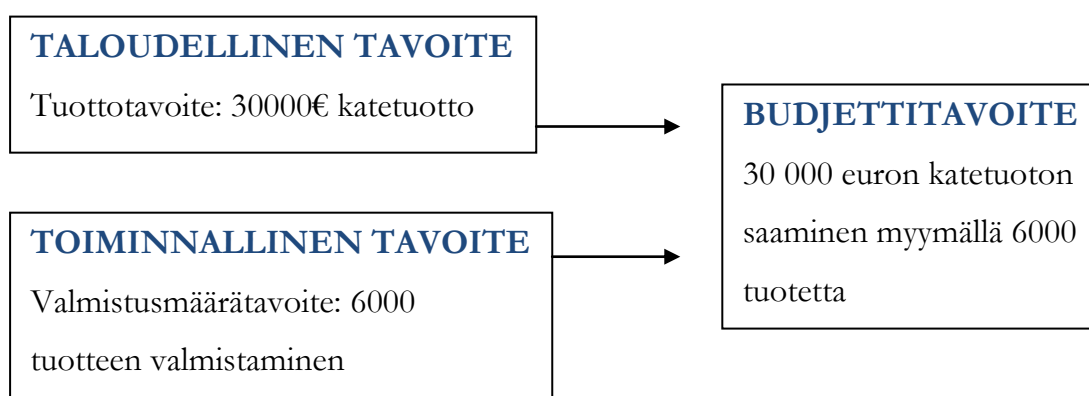 TALOUDELLINEN TAVOITE
Tuottotavoite: 30000€ katetuotto
TOIMINNALLINEN TAVOITE
Valmistusmäärätavoite: 6000
tuotteen valmistaminen
BUDJETTITAVOITE
30 000 euron katetuoton
saaminen myymällä 6000
tuotetta